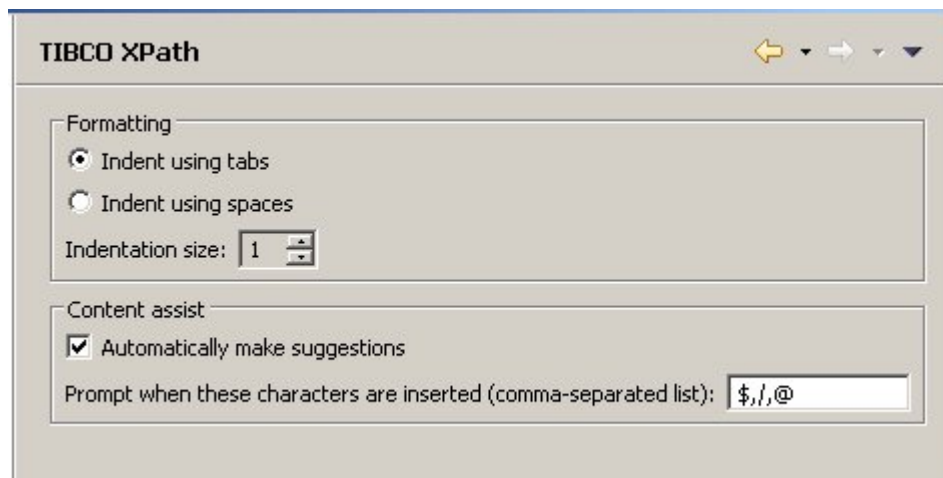 TIBCO XPath
Formatting
Indent using tabs
Indent using spaces
Indentation size: 1
Content assist
Automatically make suggestions
Prompt when these characters are inserted (comma-separated list): $,/,@